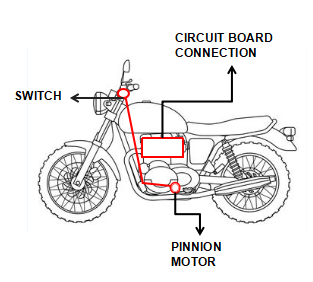 CIRCUIT BOARD
CONNECTION
SWITCH
PINNION
MOTOR